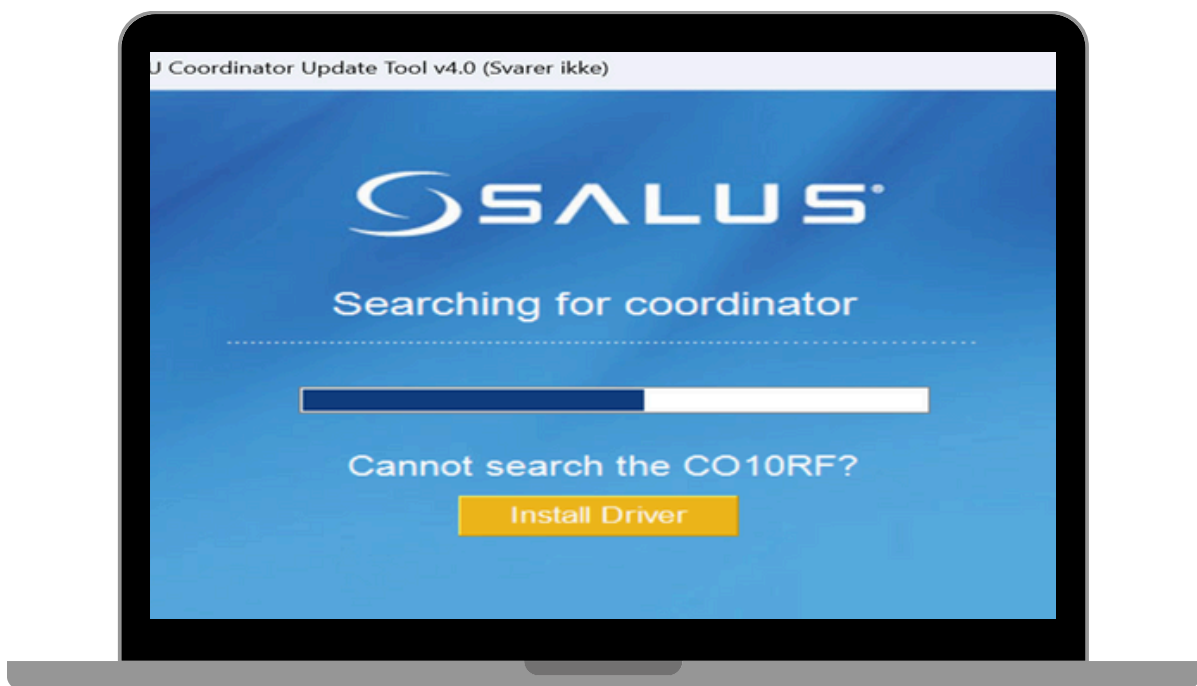 U Coordinator Update Tool v4.0 (Svarer ikke)
SALUS®
Searching for coordinator
Cannot search the CO10RF?
Install Driver